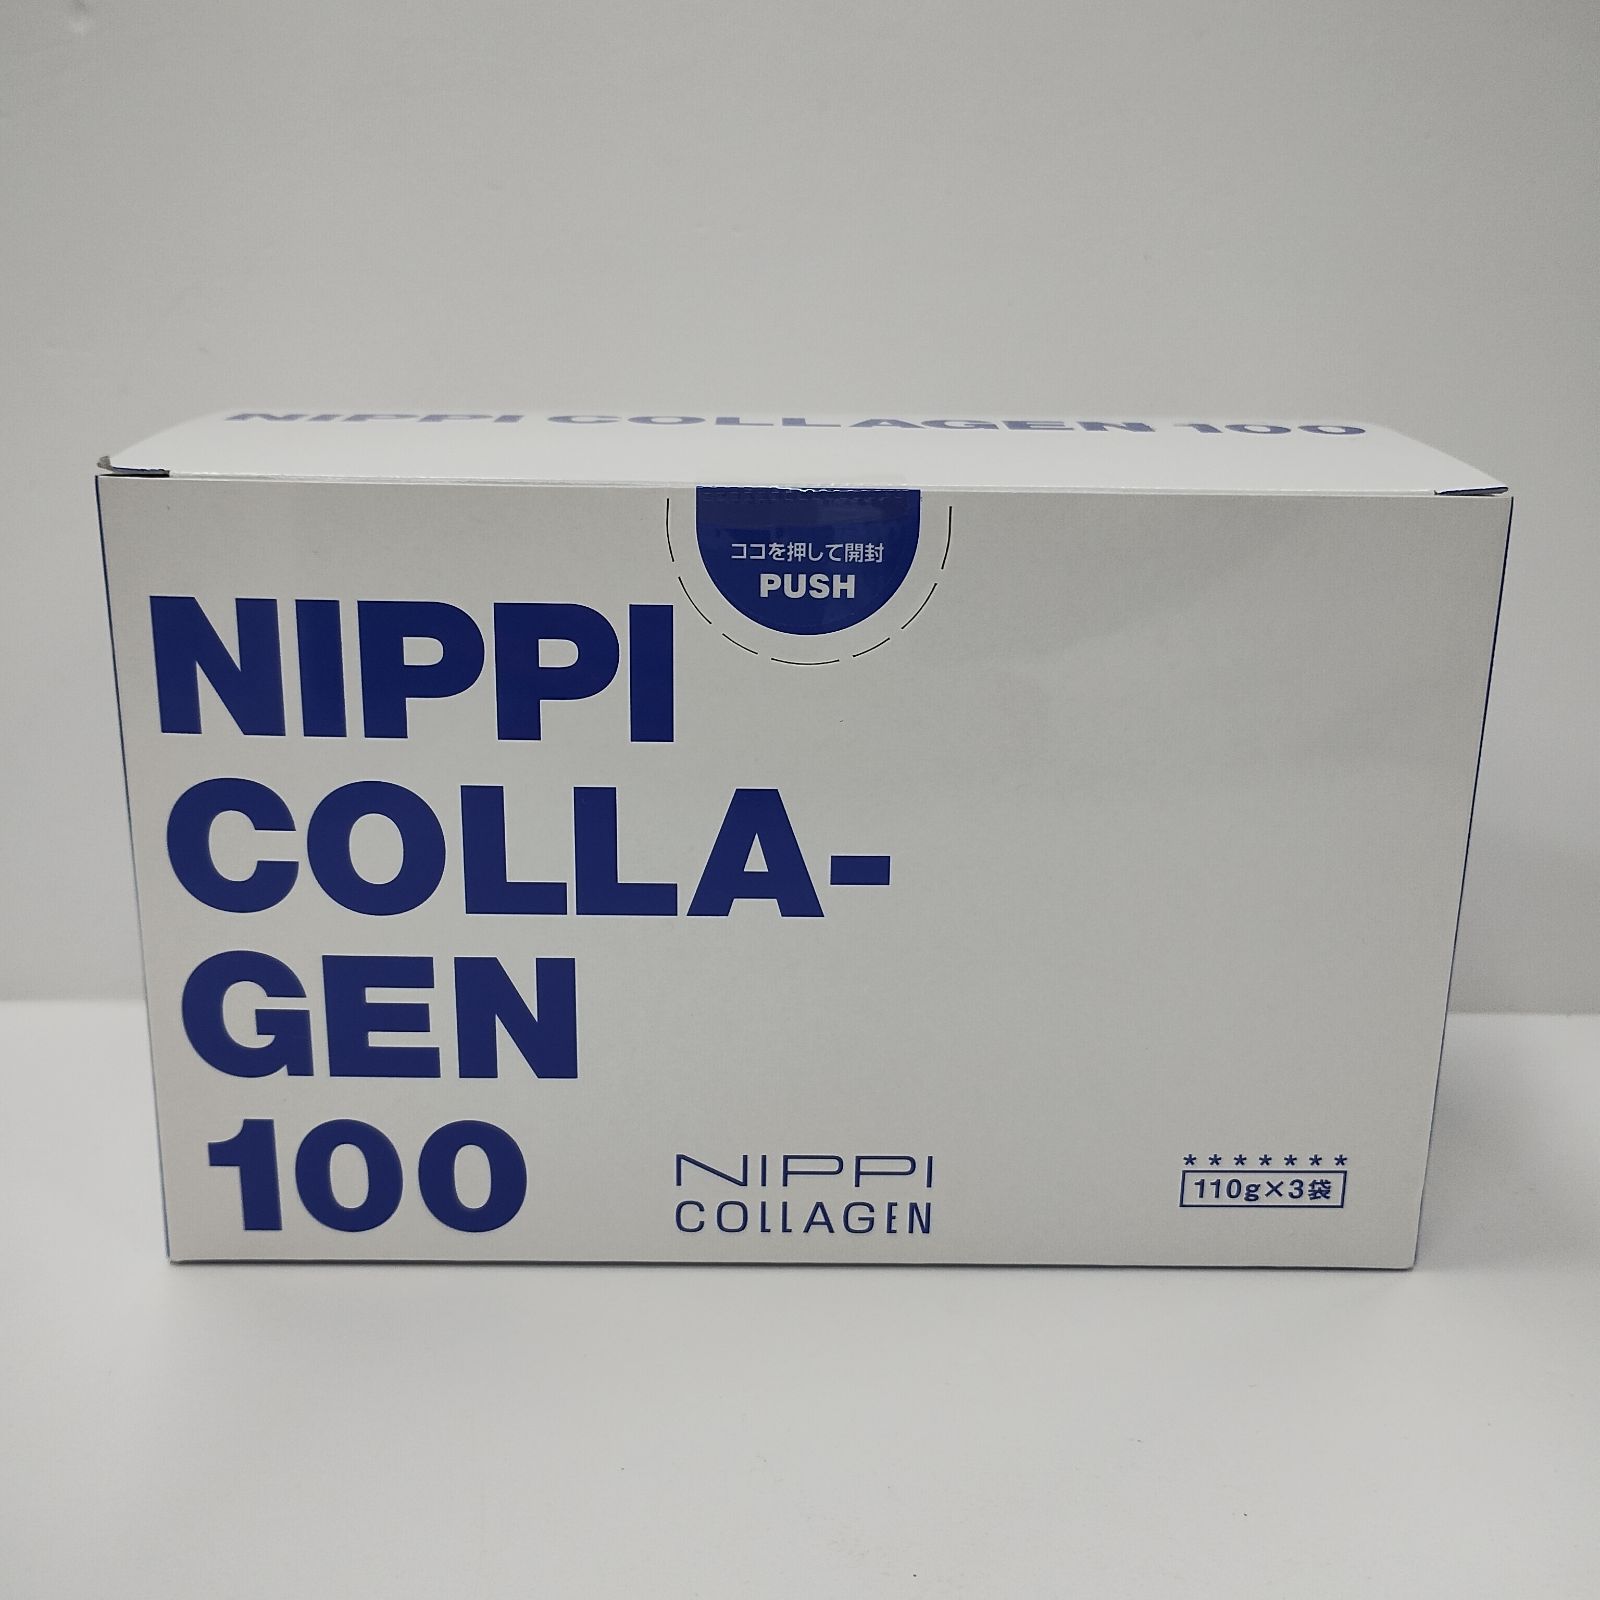 NIPPI COLLAGEN 100
ココを押して開封
PUSH
NIPPI
COLLA-
GEN
100
NIPPI
COLLAGEN
*******
110g×3袋